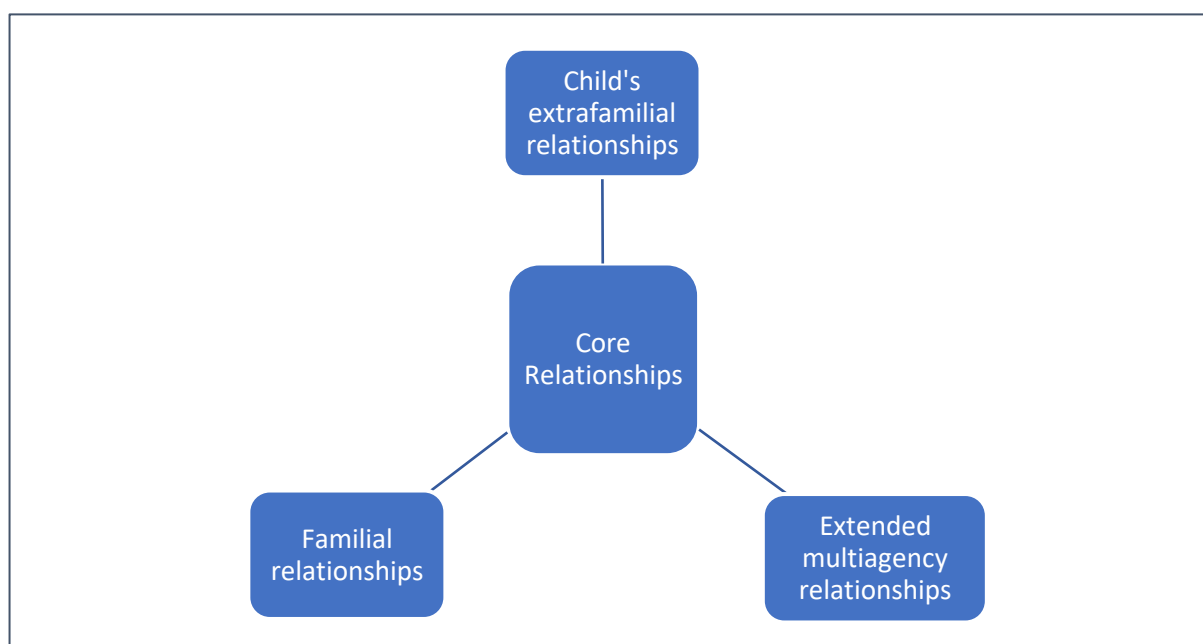 Child's
extrafamilial
relationships
Core
Relationships
Familial
relationships
Extended
multiagency
relationships